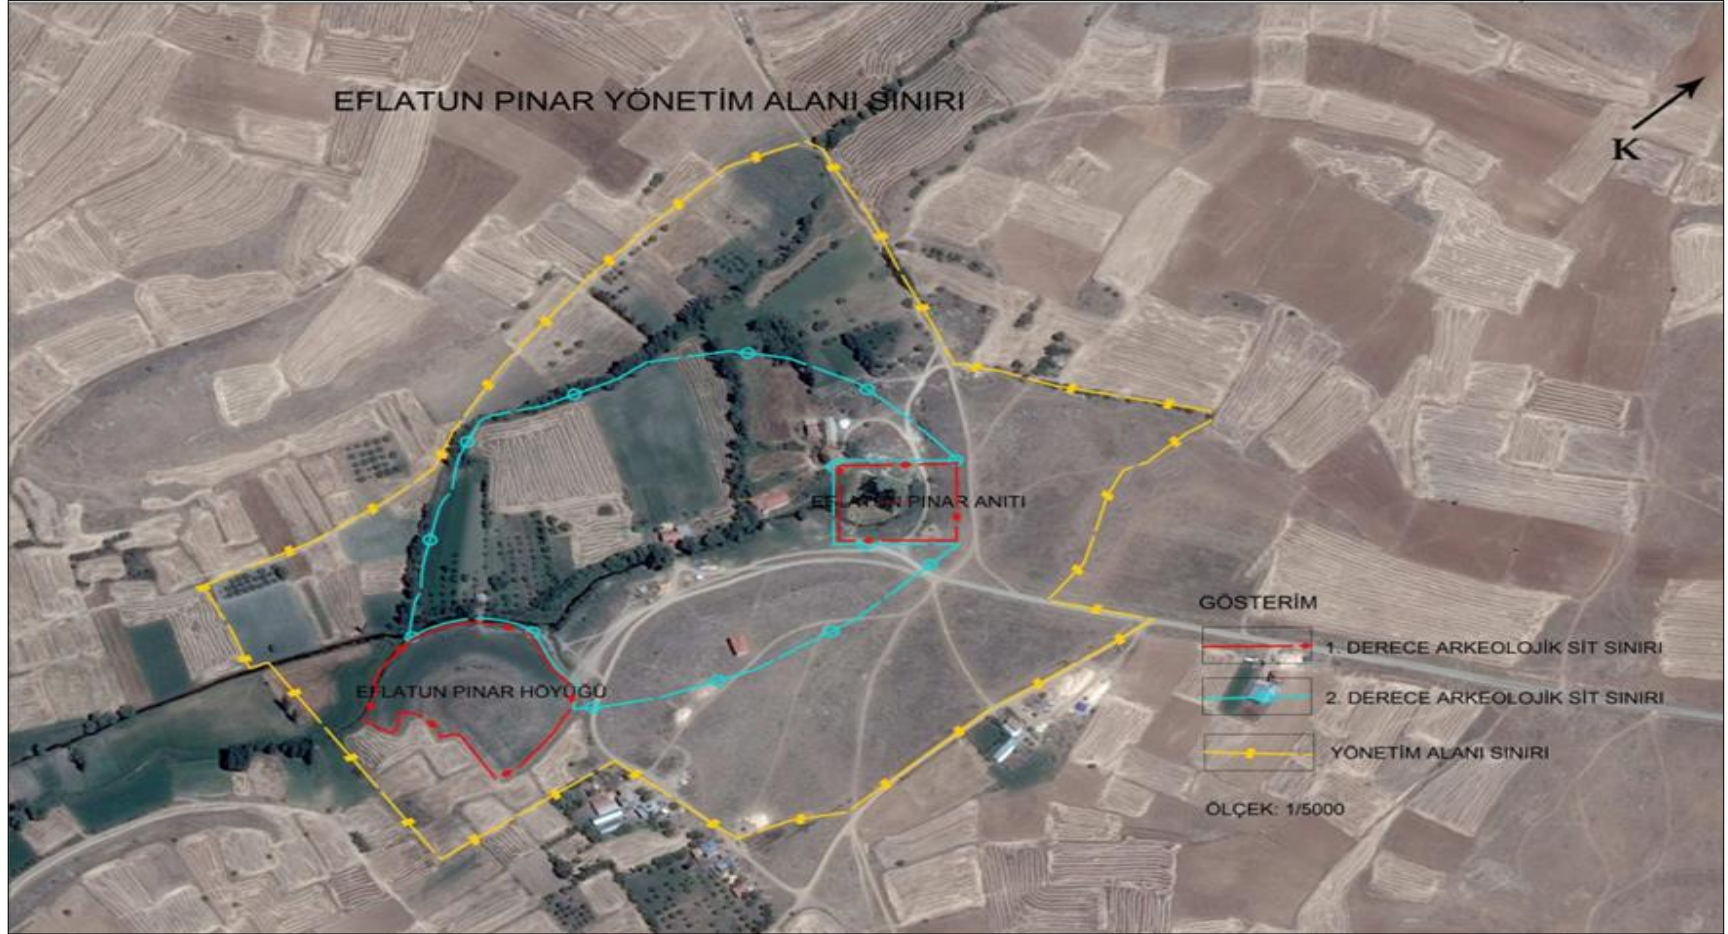 EFLATUN PINAR YÖNETİM ALANI SINIRI
K
EFLATUN PINAR ANITI
EFLATUN PINAR HÖYÜĞÜ
GÖSTERİM
1. DERECE ARKEOLOJİK SİT SINIRI
2. DERECE ARKEOLOJİK SİT SINIRI
YÖNETİM ALANI SINIRI
ÖLÇEK: 1/5000